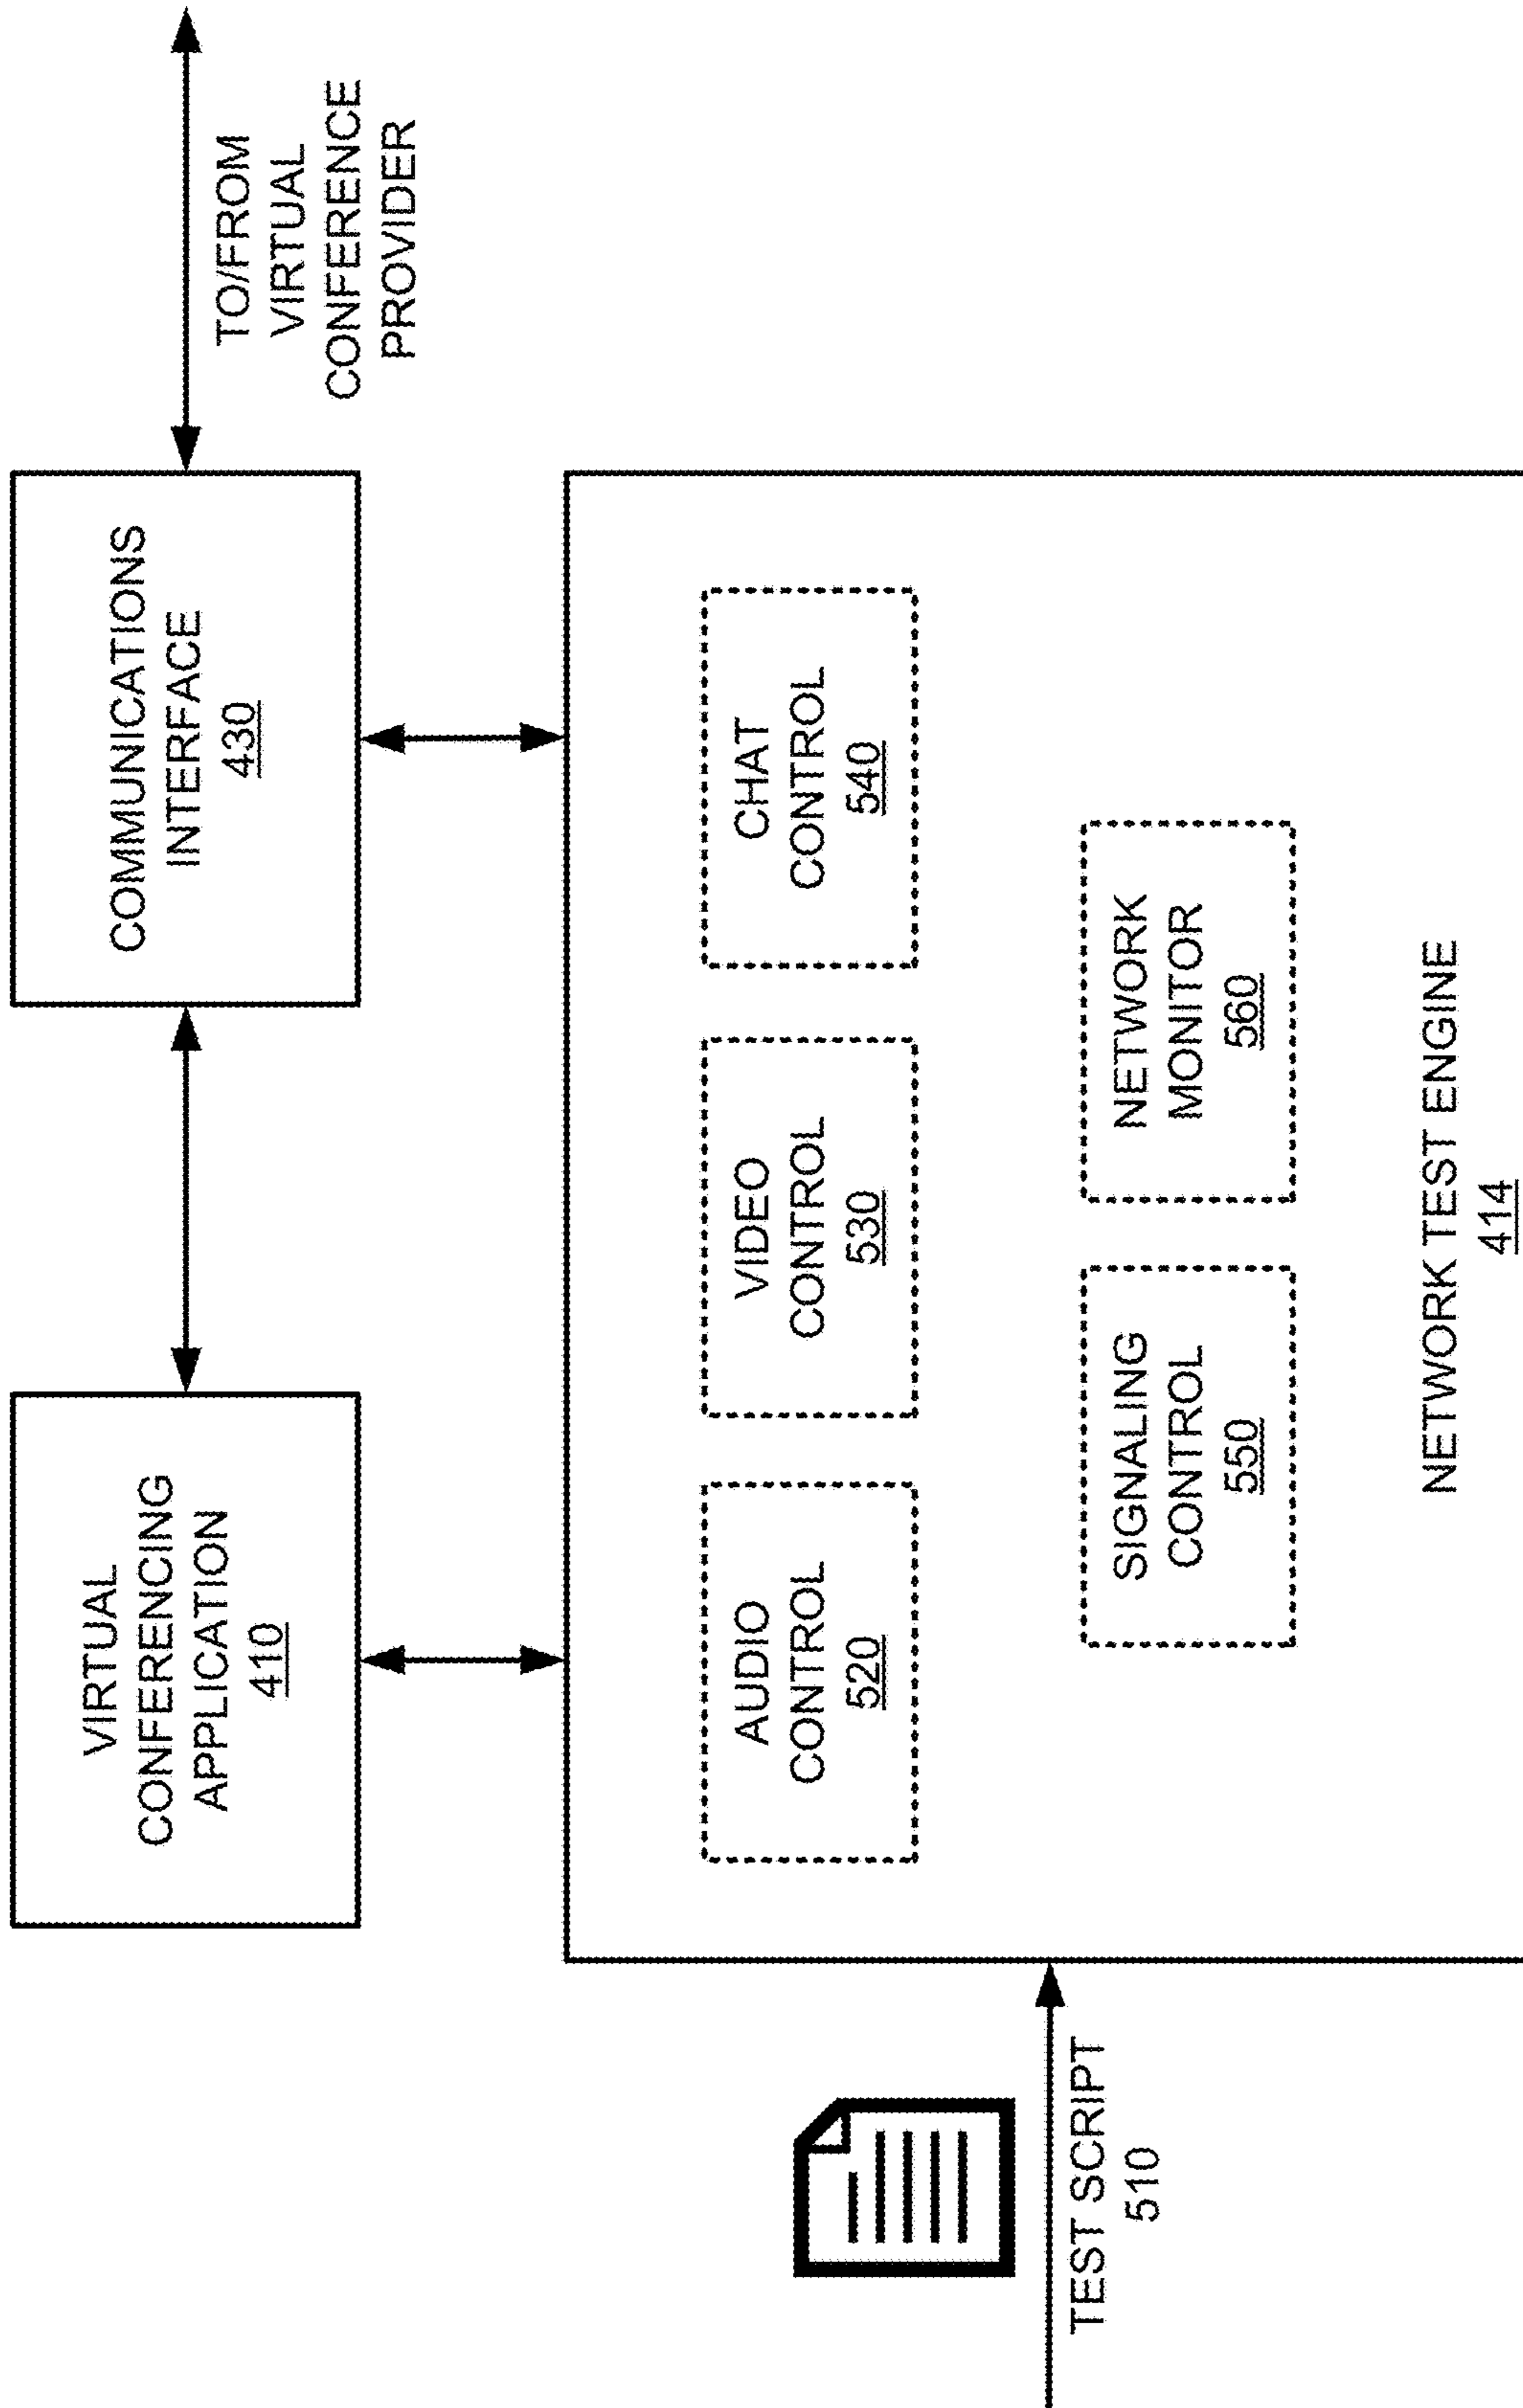 VIRTUAL
CONFERENCING
APPLICATION
410
COMMUNICATIONS
INTERFACE
430
TO/FROM
VIRTUAL
CONFERENCE
PROVIDER
AUDIO
CONTROL
520
VIDEO
CONTROL
530
CHAT
CONTROL
540
TEST SCRIPT
510
SIGNALING
CONTROL
550
NETWORK
MONITOR
560
NETWORK TEST ENGINE
414